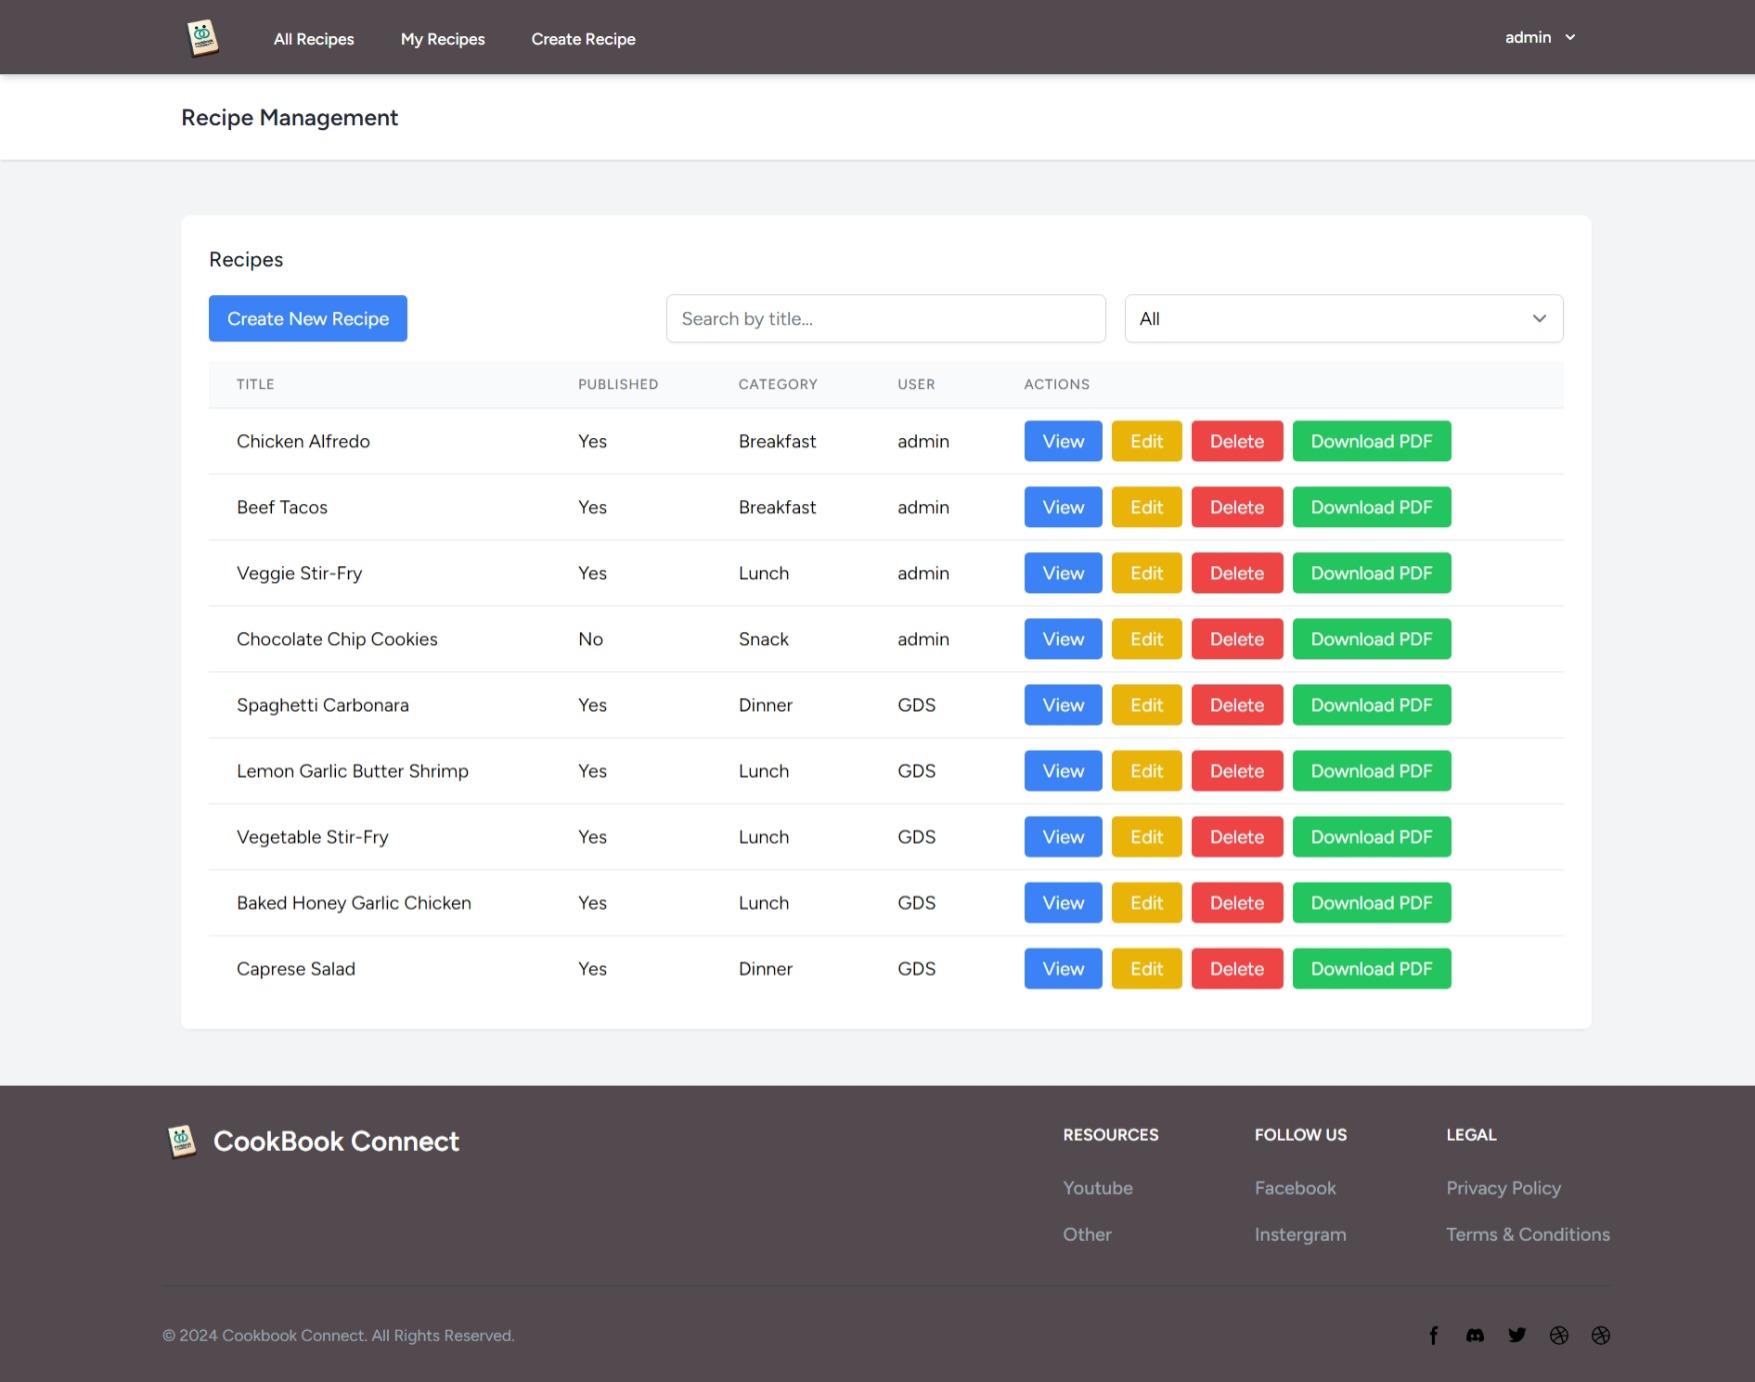 All Recipes My Recipes Create Recipe admin
Recipe Management
Recipes
Create New Recipe Search by title... All
TITLE PUBLISHED CATEGORY USER ACTIONS
Chicken Alfredo Yes Breakfast admin View Edit Delete Download PDF
Beef Tacos Yes Breakfast admin View Edit Delete Download PDF
Veggie Stir-Fry Yes Lunch admin View Edit Delete Download PDF
Chocolate Chip Cookies No Snack admin View Edit Delete Download PDF
Spaghetti Carbonara Yes Dinner GDS View Edit Delete Download PDF
Lemon Garlic Butter Shrimp Yes Lunch GDS View Edit Delete Download PDF
Vegetable Stir-Fry Yes Lunch GDS View Edit Delete Download PDF
Baked Honey Garlic Chicken Yes Lunch GDS View Edit Delete Download PDF
Caprese Salad Yes Dinner GDS View Edit Delete Download PDF
CookBook Connect
RESOURCES FOLLOW US LEGAL
Youtube Facebook Privacy Policy
Other Instergram Terms & Conditions
© 2024 Cookbook Connect. All Rights Reserved.